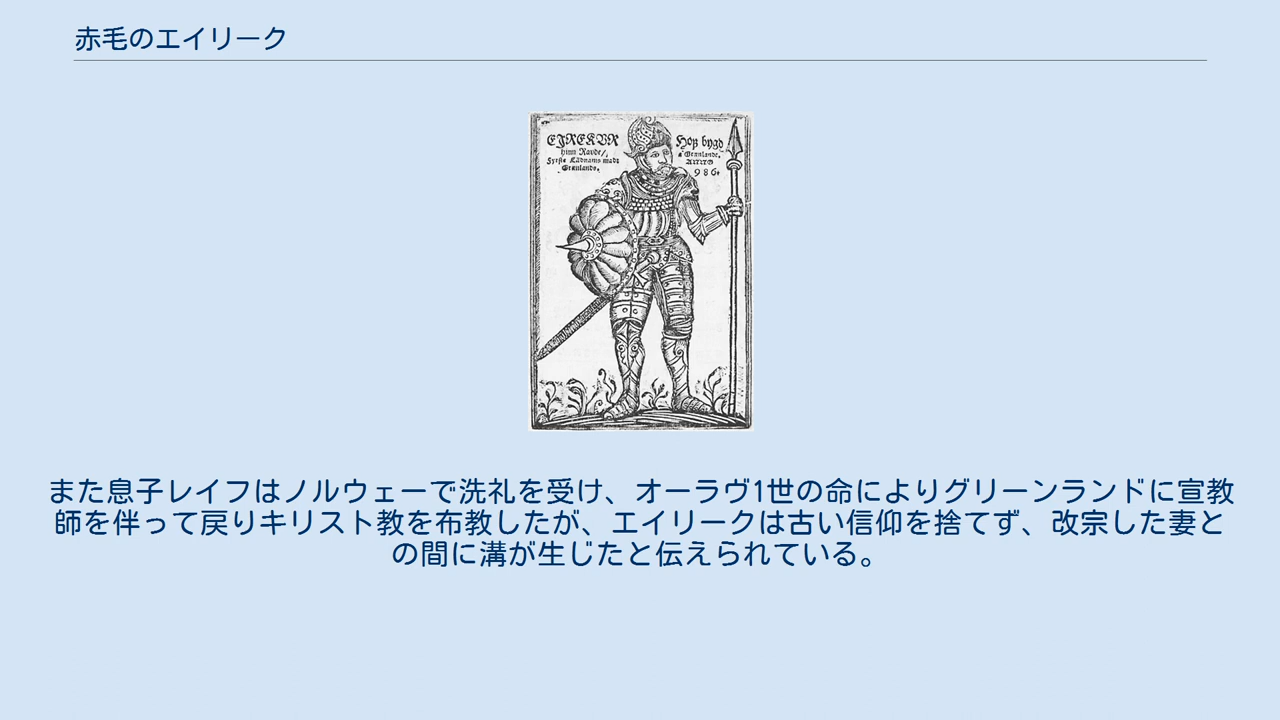 赤毛のエイリーク
EJREKVR
hinn Raude/,
Grænlands.
Hoꝛ bygd
a Grænlande.
ANNO
986.
また息子レイフはノルウェーで洗礼を受け、オーラヴ1世の命によりグリーンランドに宣教
師を伴って戻りキリスト教を布教したが、エイリークは古い信仰を捨てず、改宗した妻と
の間に溝が生じたと伝えられている。